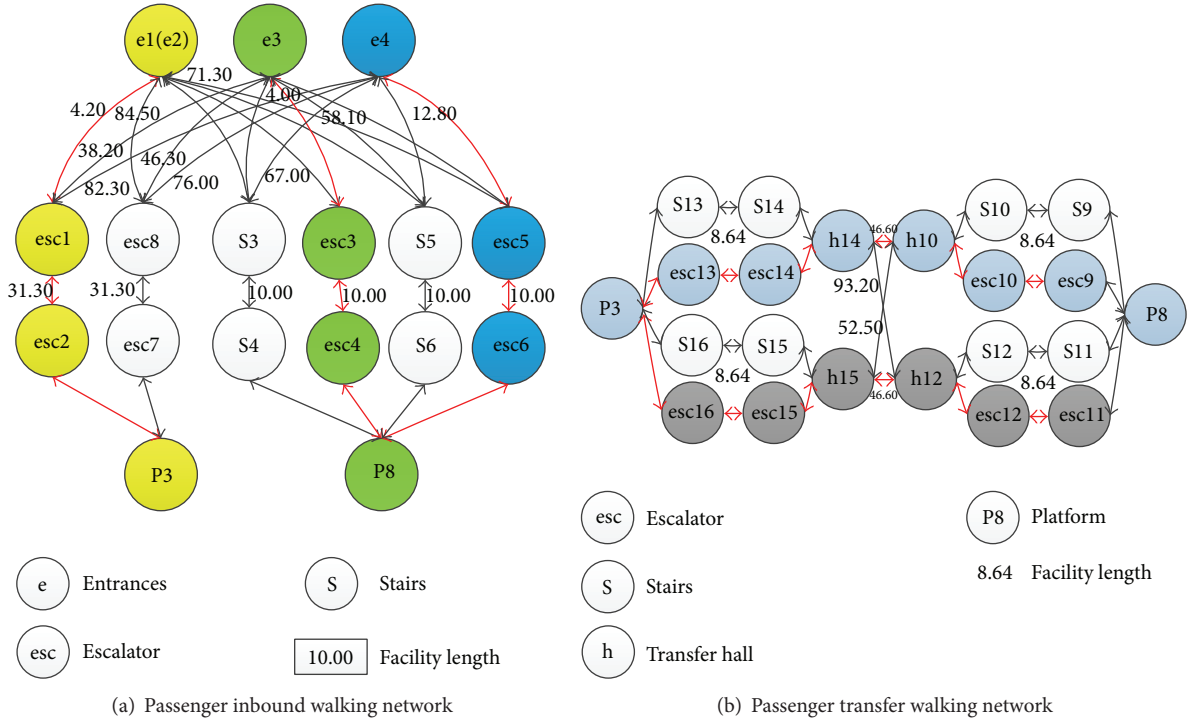 e1(e2) e3 e4
71.30
4.00
4.20 84.50 58.10 12.80
38.20 46.30
82.30 76.00 67.00
esc1 esc8 S3 esc3 S5 esc5
31.30 31.30 10.00 10.00 10.00
esc2 esc7 S4 esc4 S6 esc6
P3 P8
e Entrances S Stairs
esc Escalator 10.00 Facility length
(a) Passenger inbound walking network
S13 S14 S10 S9
8.64 8.64
h14 46.60 h10
esc13 esc14 esc10 esc9
93.20
P3 P8
52.50
S16 S15 S12 S11
8.64 8.64
h15 46.60 h12
esc16 esc15 esc12 esc11
esc Escalator P8 Platform
S Stairs 8.64 Facility length
h Transfer hall
(b) Passenger transfer walking network